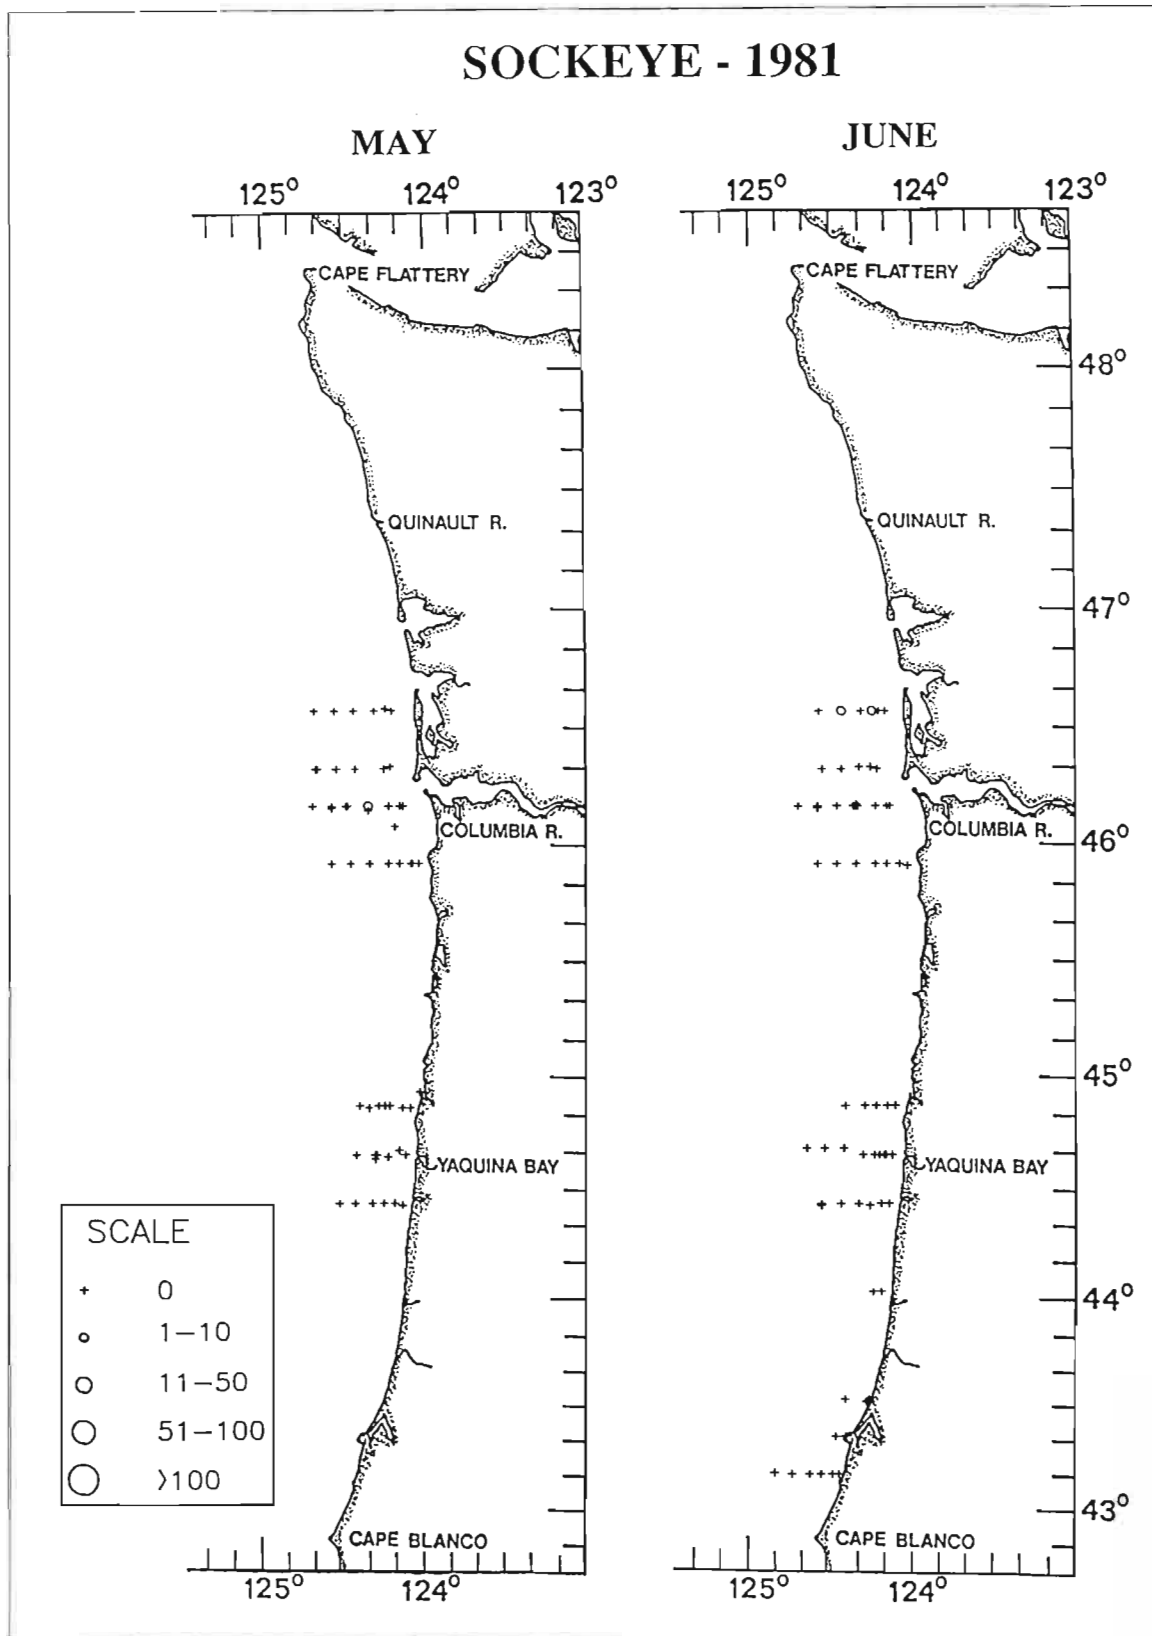 SOCKEYE - 1981
MAY
JUNE
125° 124° 123°
125° 124° 123°
CAPE FLATTERY
CAPE FLATTERY
48°
QUINAULT R.
QUINAULT R.
47°
COLUMBIA R.
COLUMBIA R.
46°
45°
YAQUINA BAY
YAQUINA BAY
44°
43°
CAPE BLANCO
CAPE BLANCO
125° 124°
125° 124°
SCALE
+ 0
1-10
11-50
51-100
>100